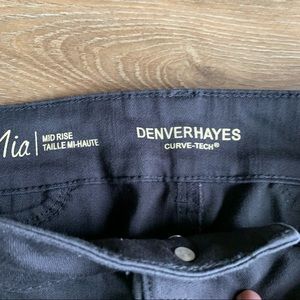 Mia
MID RISE
TAILLE MI-HAUTE
DENVERHAYES
CURVE-TECH®